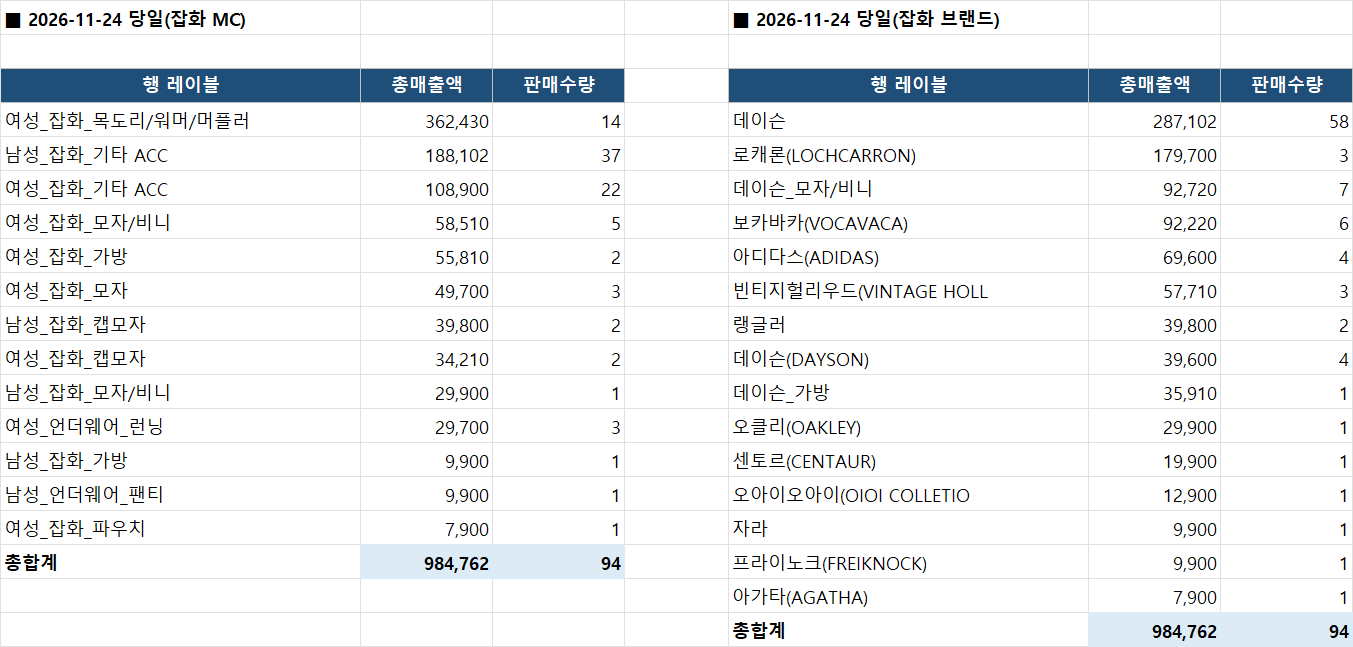 ■ 2026-11-24 당일(잡화 MC)
행 레이블 총매출액 판매수량
여성_잡화_목도리/워머/머플러 362,430 14
남성_잡화_기타 ACC 188,102 37
여성_잡화_기타 ACC 108,900 22
여성_잡화_모자/비니 58,510 5
여성_잡화_가방 55,810 2
여성_잡화_모자 49,700 3
남성_잡화_캡모자 39,800 2
여성_잡화_캡모자 34,210 2
남성_잡화_모자/비니 29,900 1
여성_언더웨어_런닝 29,700 3
남성_잡화_가방 9,900 1
남성_언더웨어_팬티 9,900 1
여성_잡화_파우치 7,900 1
총합계 984,762 94
■ 2026-11-24 당일(잡화 브랜드)
행 레이블 총매출액 판매수량
데이슨 287,102 58
로캐론(LOCHCARRON) 179,700 3
데이슨_모자/비니 92,720 7
보카바카(VOCAVACA) 92,220 6
아디다스(ADIDAS) 69,600 4
빈티지헐리우드(VINTAGE HOLL 57,710 3
랭글러 39,800 2
데이슨(DAYSON) 39,600 4
데이슨_가방 35,910 1
오클리(OAKLEY) 29,900 1
센토르(CENTAUR) 19,900 1
오아이오아이(OIOI COLLETIO 12,900 1
자라 9,900 1
프라이노크(FREIKNOCK) 9,900 1
아가타(AGATHA) 7,900 1
총합계 984,762 94